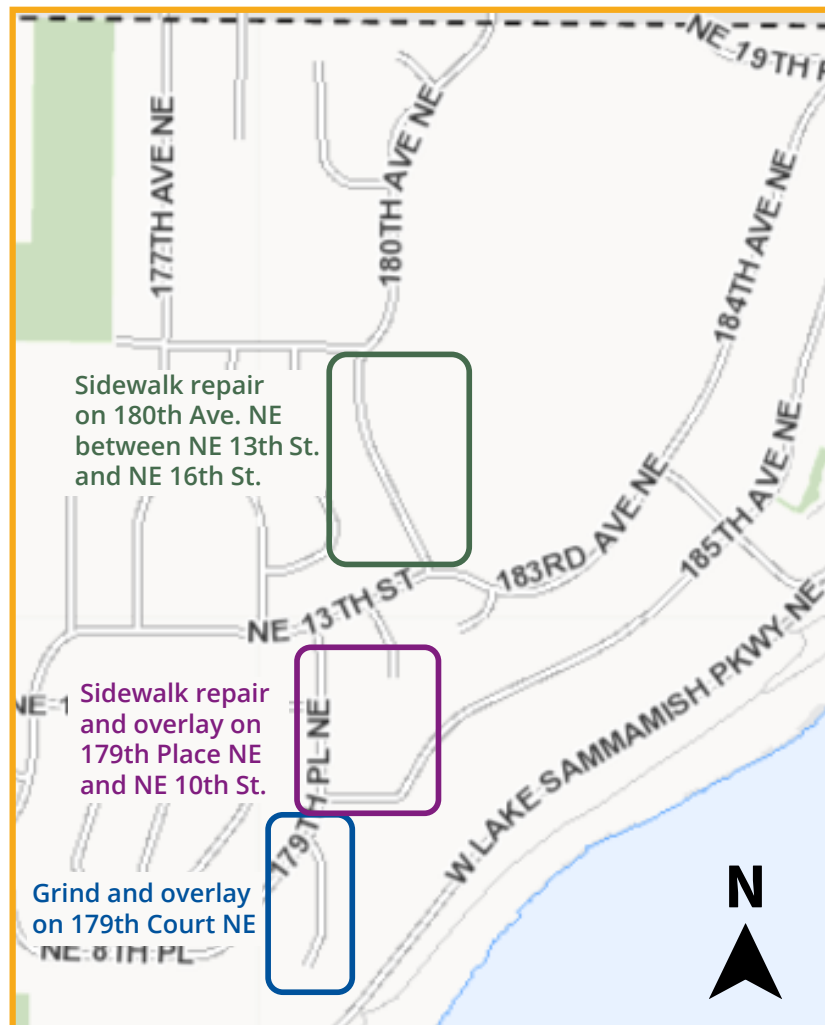 NE 19TH P
177TH AVE NE
180TH AVE NE
184TH AVE NE
Sidewalk repair
on 180th Ave. NE
between NE 13th St.
and NE 16th St.
183RD AVE NE
185TH AVE NE
NE 13TH ST
W LAKE SAMMAMISH PKWY NE
NE 1
Sidewalk repair
and overlay on
179th Place NE
and NE 10th St.
179TH PL NE
Grind and overlay
on 179th Court NE
NE 8TH PL
N